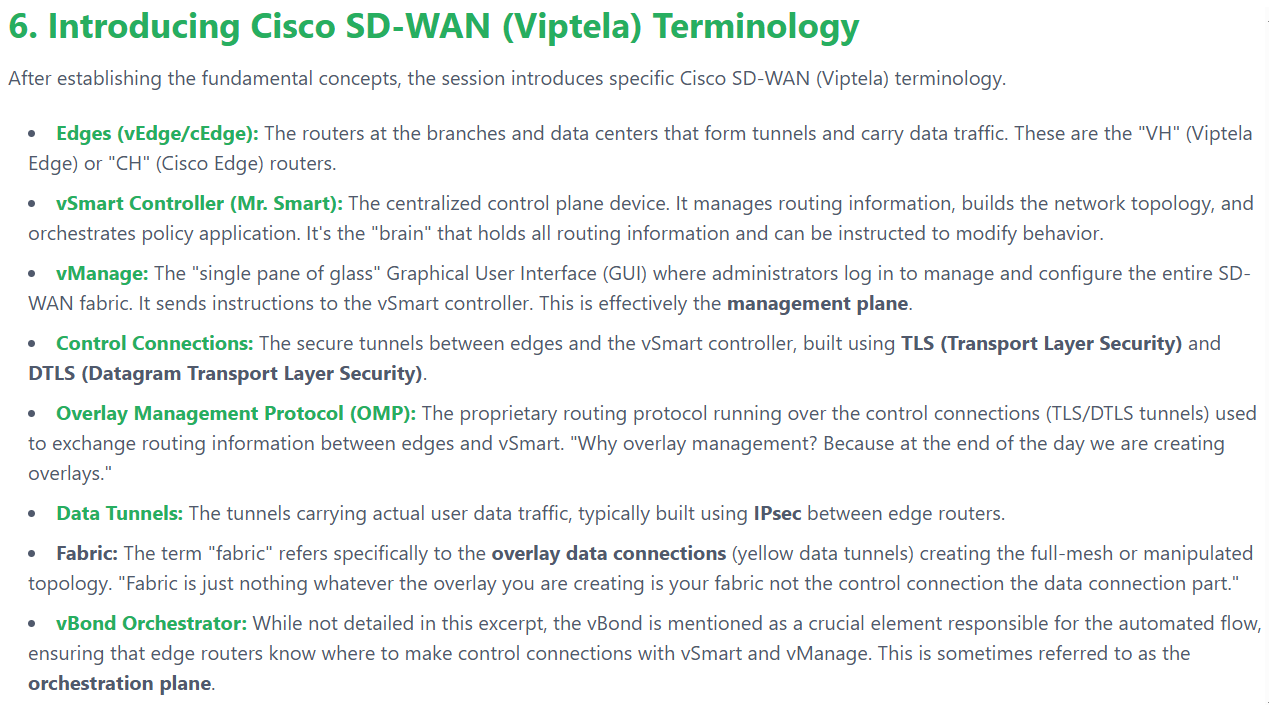 6. Introducing Cisco SD-WAN (Viptela) Terminology
After establishing the fundamental concepts, the session introduces specific Cisco SD-WAN (Viptela) terminology.
• Edges (vEdge/cEdge): The routers at the branches and data centers that form tunnels and carry data traffic. These are the "VH" (Viptela
Edge) or "CH" (Cisco Edge) routers.
• vSmart Controller (Mr. Smart): The centralized control plane device. It manages routing information, builds the network topology, and
orchestrates policy application. It's the "brain" that holds all routing information and can be instructed to modify behavior.
• vManage: The "single pane of glass" Graphical User Interface (GUI) where administrators log in to manage and configure the entire SD-
WAN fabric. It sends instructions to the vSmart controller. This is effectively the management plane.
• Control Connections: The secure tunnels between edges and the vSmart controller, built using TLS (Transport Layer Security) and
DTLS (Datagram Transport Layer Security).
• Overlay Management Protocol (OMP): The proprietary routing protocol running over the control connections (TLS/DTLS tunnels) used
to exchange routing information between edges and vSmart. "Why overlay management? Because at the end of the day we are creating
overlays."
• Data Tunnels: The tunnels carrying actual user data traffic, typically built using IPsec between edge routers.
• Fabric: The term "fabric" refers specifically to the overlay data connections (yellow data tunnels) creating the full-mesh or manipulated
topology. "Fabric is just nothing whatever the overlay you are creating is your fabric not the control connection the data connection part."
• vBond Orchestrator: While not detailed in this excerpt, the vBond is mentioned as a crucial element responsible for the automated flow,
ensuring that edge routers know where to make control connections with vSmart and vManage. This is sometimes referred to as the
orchestration plane.